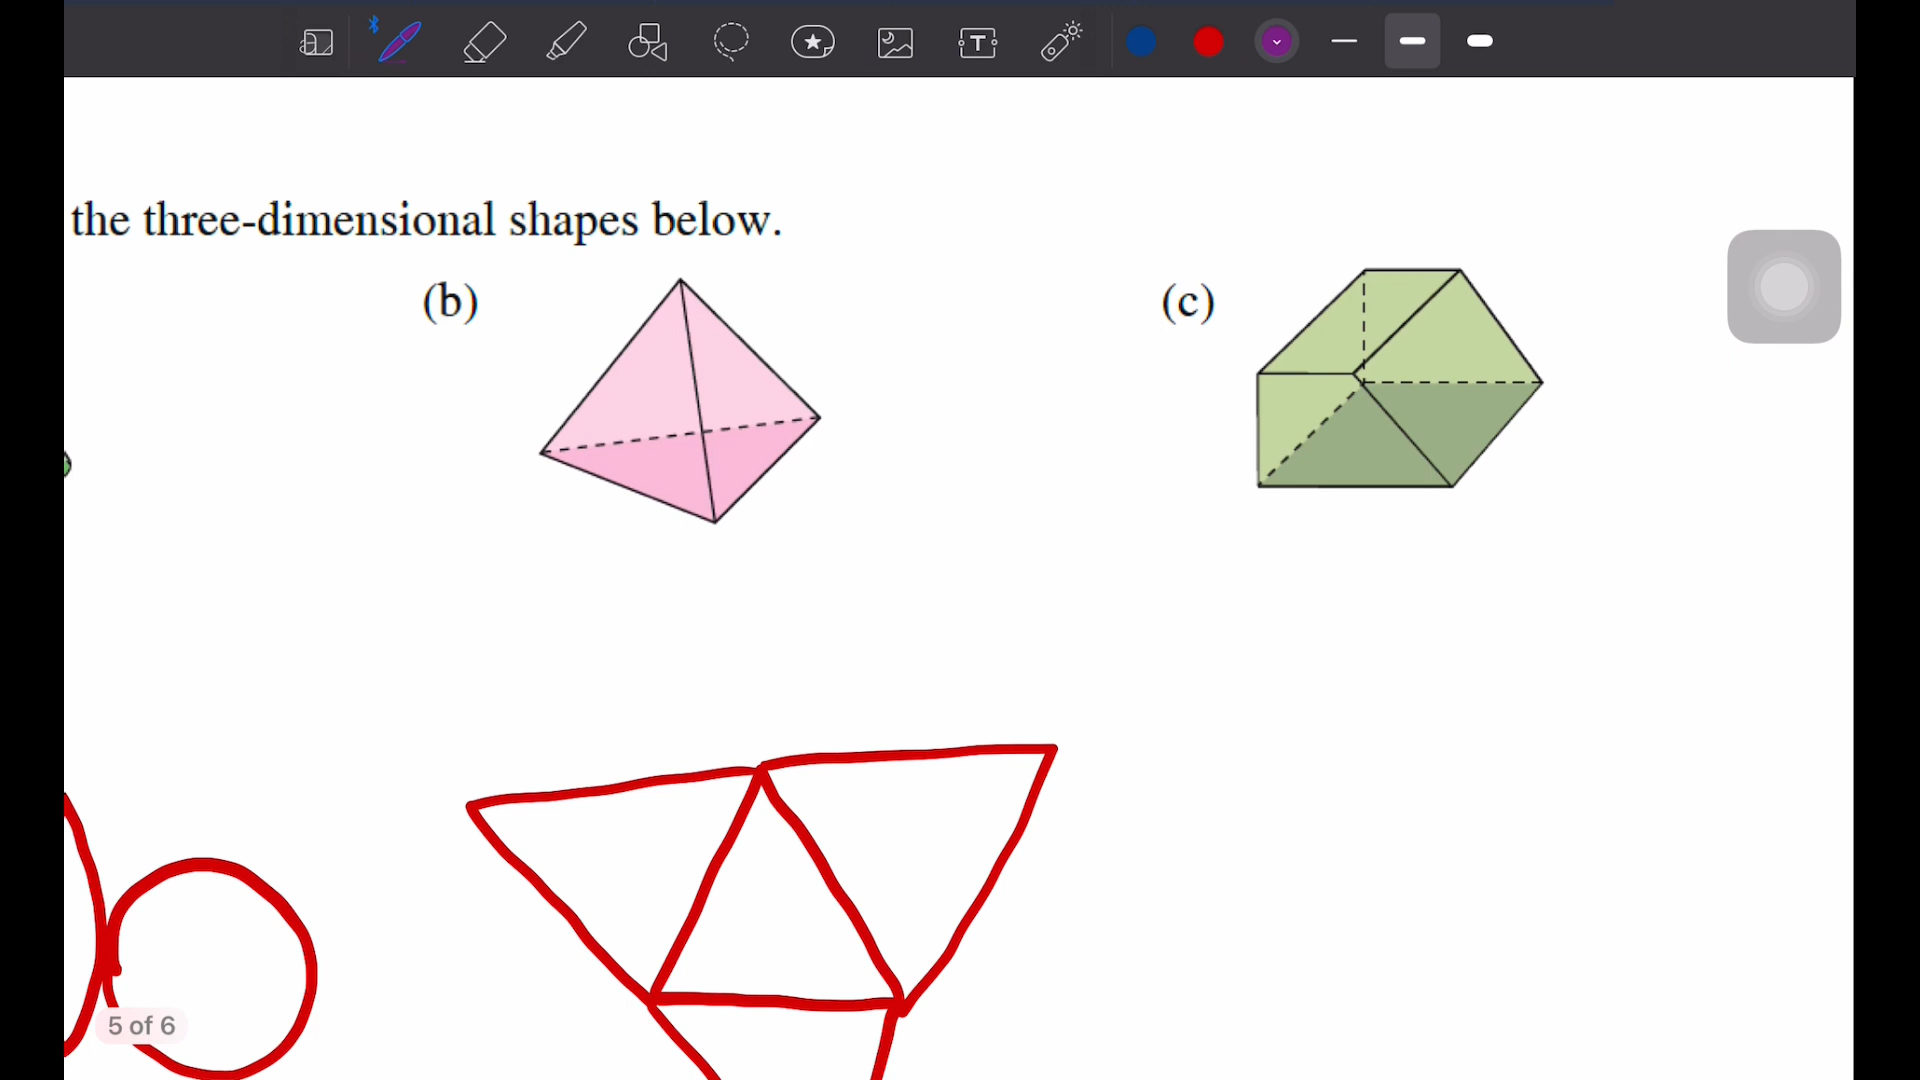 T
the three-dimensional shapes below.
(b)
(c)
5 of 6